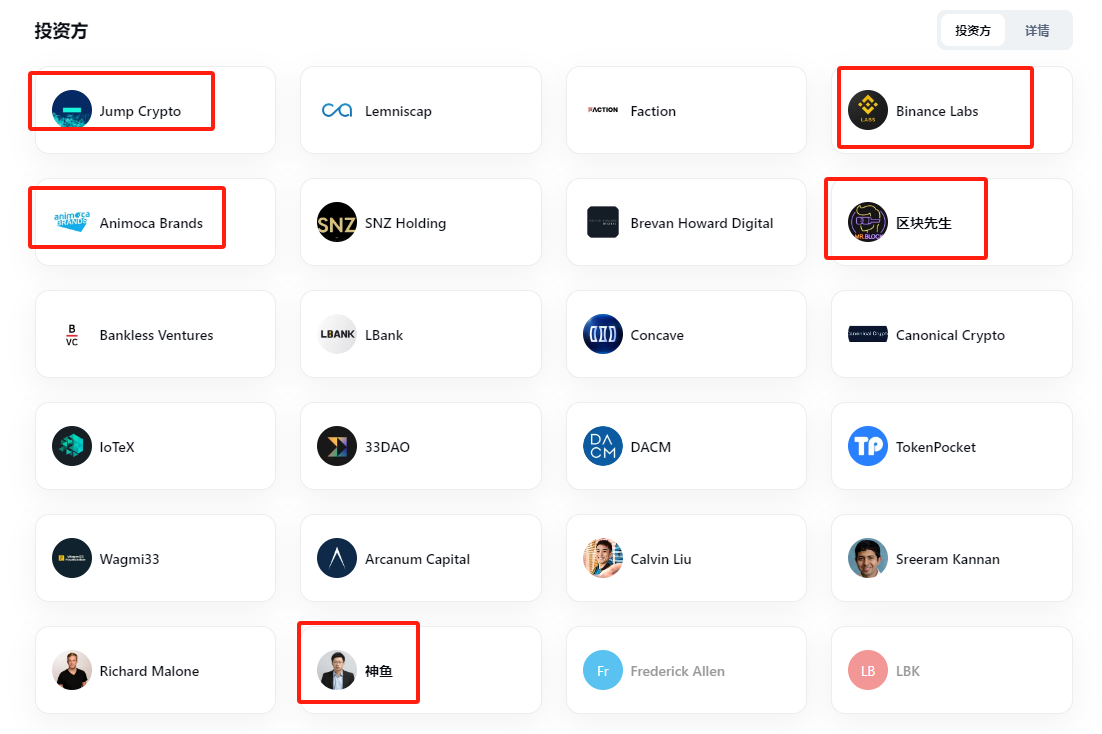 投资方
投资方 详情
Jump Crypto
Lemniscap
FACTION Faction
LABS Binance Labs
animoca BRANDS Animoca Brands
SNZ SNZ Holding
Brevan Howard Digital
MR.BLOCK 区块先生
B VC Bankless Ventures
LBANK LBank
Concave
Canonical Crypto Canonical Crypto
IoTeX
33DAO
DACM DACM
TP TokenPocket
Wagmi33
Arcanum Capital
Calvin Liu
Sreeram Kannan
Richard Malone
神鱼
Fr Frederick Allen
LB LBK